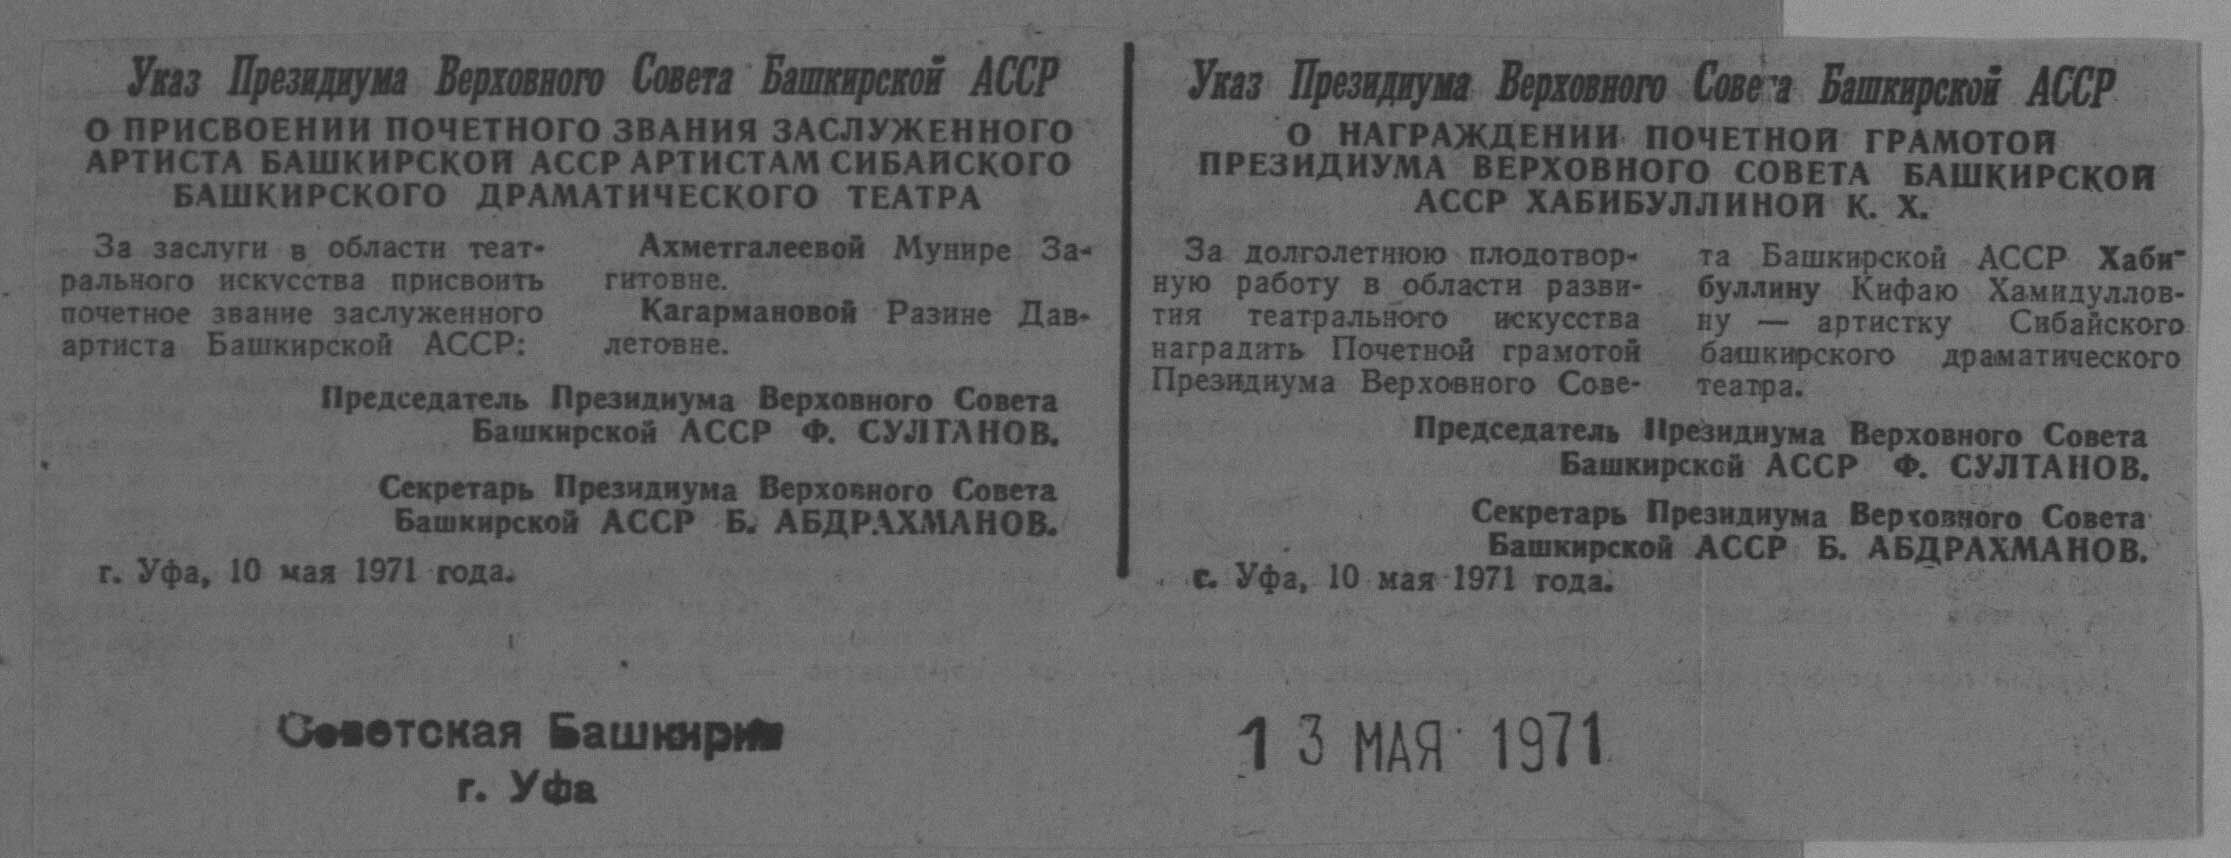 Указ Президиума Верховного Совета Башкирской АССР
О ПРИСВОЕНИИ ПОЧЕТНОГО ЗВАНИЯ ЗАСЛУЖЕННОГО
АРТИСТА БАШКИРСКОЙ АССР АРТИСТАМ СИБАЙСКОГО
БАШКИРСКОГО ДРАМАТИЧЕСКОГО ТЕАТРА
За заслуги в области теат-
рального искусства присвоить
почетное звание заслуженного
артиста Башкирской АССР:
Ахметгалеевой Мунире За-
гитовне.
Кагармановой Разине Дав-
летовне.
Председатель Президиума Верховного Совета
Башкирской АССР Ф. СУЛТАНОВ.
Секретарь Президиума Верховного Совета
Башкирской АССР Б. АБДРАХМАНОВ.
г. Уфа, 10 мая 1971 года.
Указ Президиума Верховного Совета Башкирской АССР
О НАГРАЖДЕНИИ ПОЧЕТНОЙ ГРАМОТОЙ
ПРЕЗИДИУМА ВЕРХОВНОГО СОВЕТА БАШКИРСКОЙ
АССР ХАБИБУЛЛИНОЙ К. Х.
За долголетнюю плодотвор-
ную работу в области разви-
тия театрального искусства
наградить Почетной грамотой
Президиума Верховного Сове-
та Башкирской АССР Хаби-
буллину Кифаю Хамидуллов-
ну — артистку Сибайского
башкирского драматического
театра.
Председатель Президиума Верховного Совета
Башкирской АССР Ф. СУЛТАНОВ.
Секретарь Президиума Верховного Совета
Башкирской АССР Б. АБДРАХМАНОВ.
г. Уфа, 10 мая 1971 года.
Советская Башкирия
г. Уфа
13 МАЯ 1971